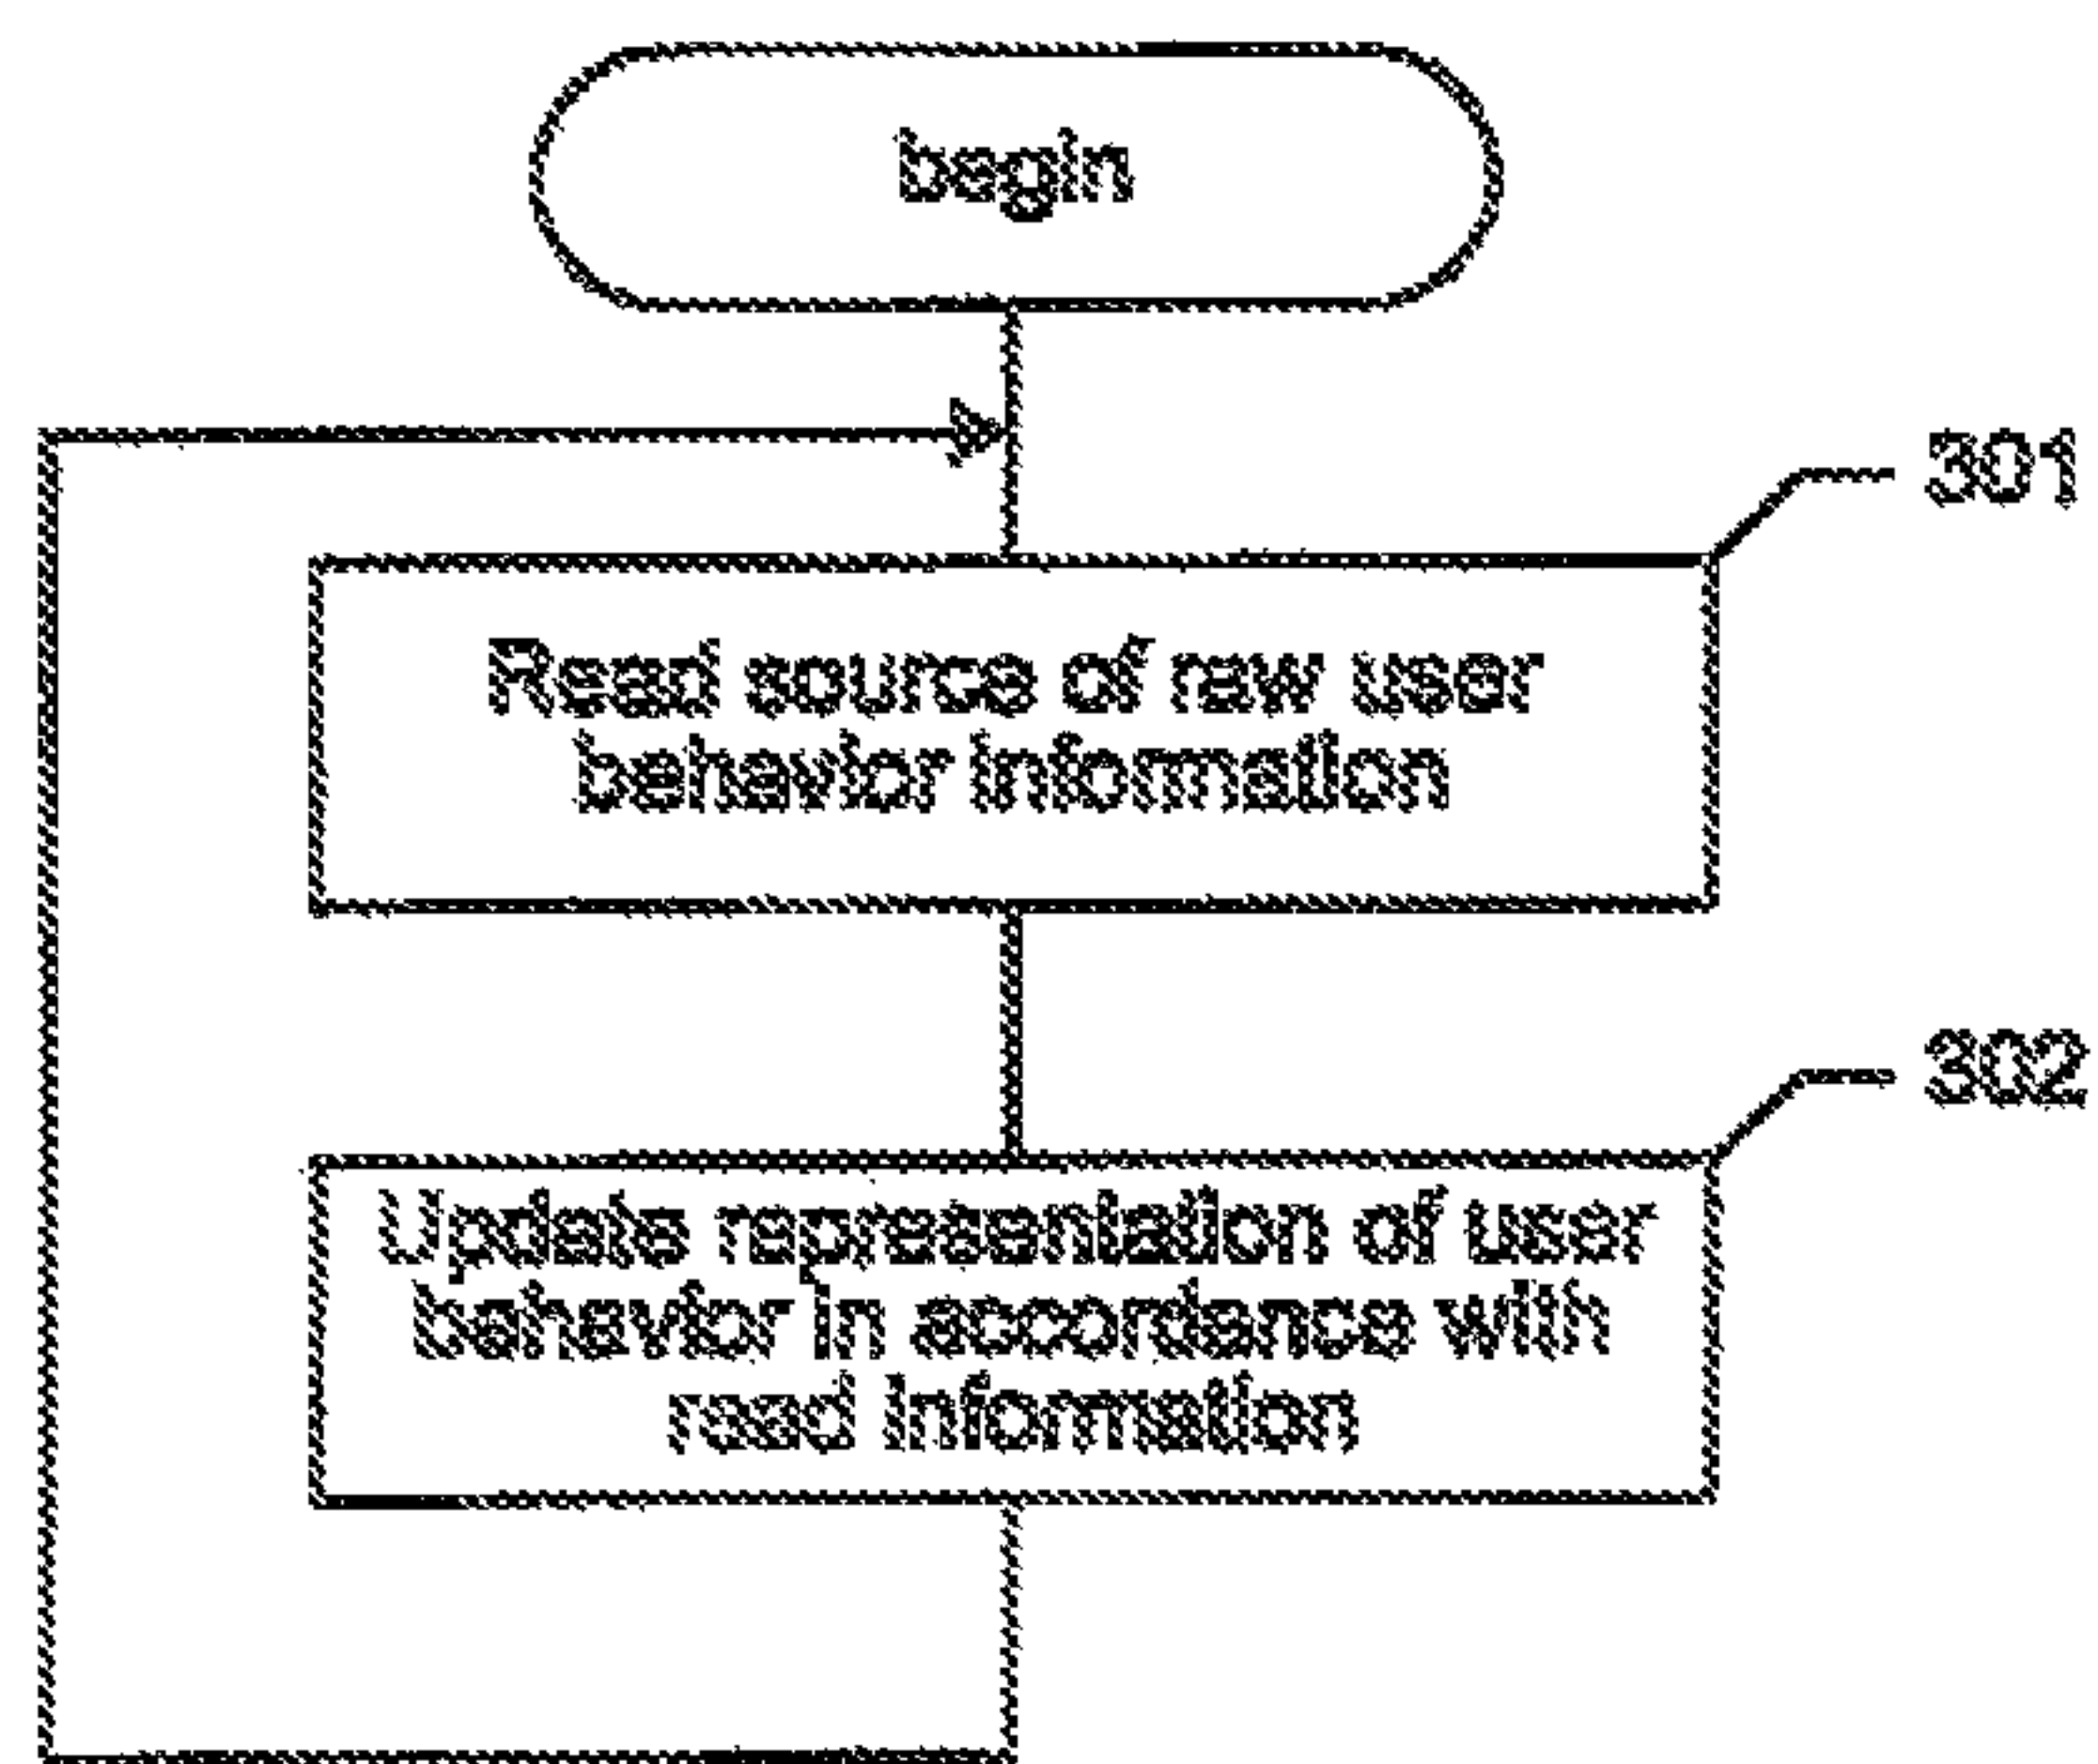 begin
301
Read source of raw user
behavior information
302
Update representation of user
behavior in accordance with
read information